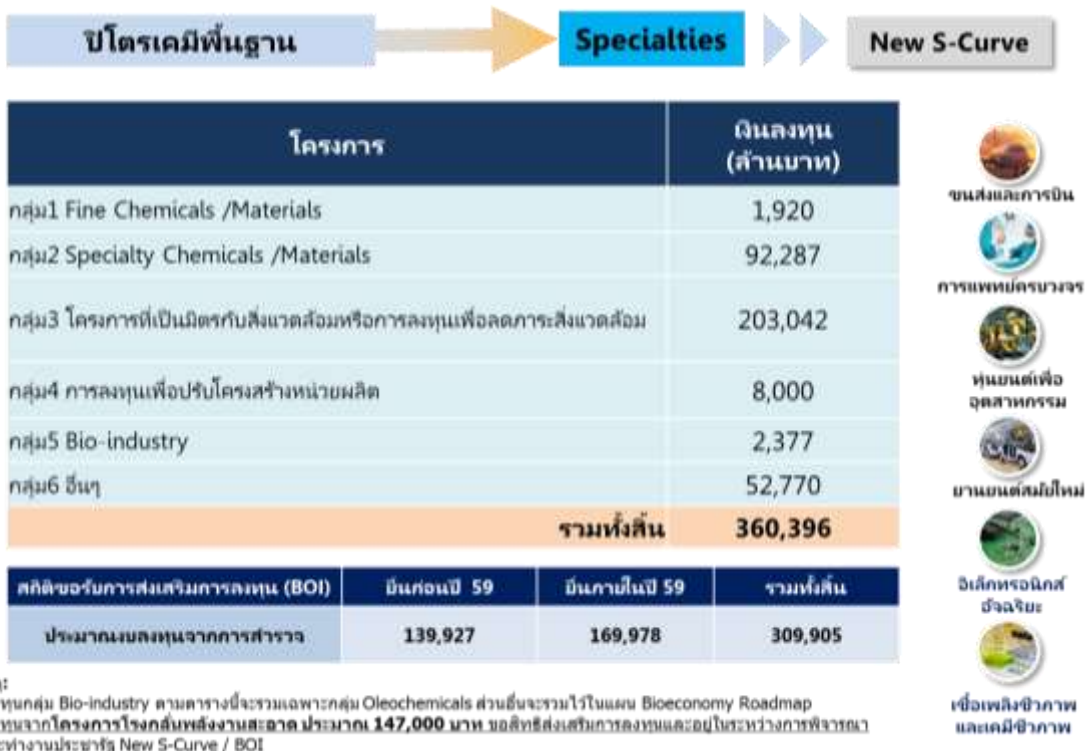 ปิโตรเคมีพื้นฐาน
Specialties
New S-Curve
โครงการ
เงินลงทุน
(ล้านบาท)
กลุ่ม1 Fine Chemicals /Materials
1,920
กลุ่ม2 Specialty Chemicals /Materials
92,287
กลุ่ม3 โครงการที่เป็นมิตรกับสิ่งแวดล้อมหรือการลงทุนเพื่อลดภาระสิ่งแวดล้อม
203,042
กลุ่ม4 การลงทุนเพื่อปรับโครงสร้างหน่วยผลิต
8,000
กลุ่ม5 Bio-industry
2,377
กลุ่ม6 อื่นๆ
52,770
รวมทั้งสิ้น
360,396
ขนส่งและการบิน
การแพทย์ครบวงจร
หุ่นยนต์เพื่อ
อุตสาหกรรม
ยานยนต์สมัยใหม่
อิเล็กทรอนิกส์
อัจฉริยะ
เชื้อเพลิงชีวภาพ
และเคมีชีวภาพ
สถิติขอรับการส่งเสริมการลงทุน (BOI)
ยื่นก่อนปี 59
ยื่นภายในปี 59
รวมทั้งสิ้น
ประมาณงบลงทุนจากการสำรวจ
139,927
169,978
309,905
ทุนกลุ่ม Bio-industry ตามตารางนี้จะรวมเฉพาะกลุ่ม Oleochemicals ส่วนอื่นจะรวมไว้ในแผน Bioeconomy Roadmap
ทุนจากโครงการโรงกลั่นพลังงานสะอาด ประมาณ 147,000 บาท ขอสิทธิส่งเสริมการลงทุนและอยู่ในระหว่างการพิจารณา
ะทำงานประชารัฐ New S-Curve / BOI